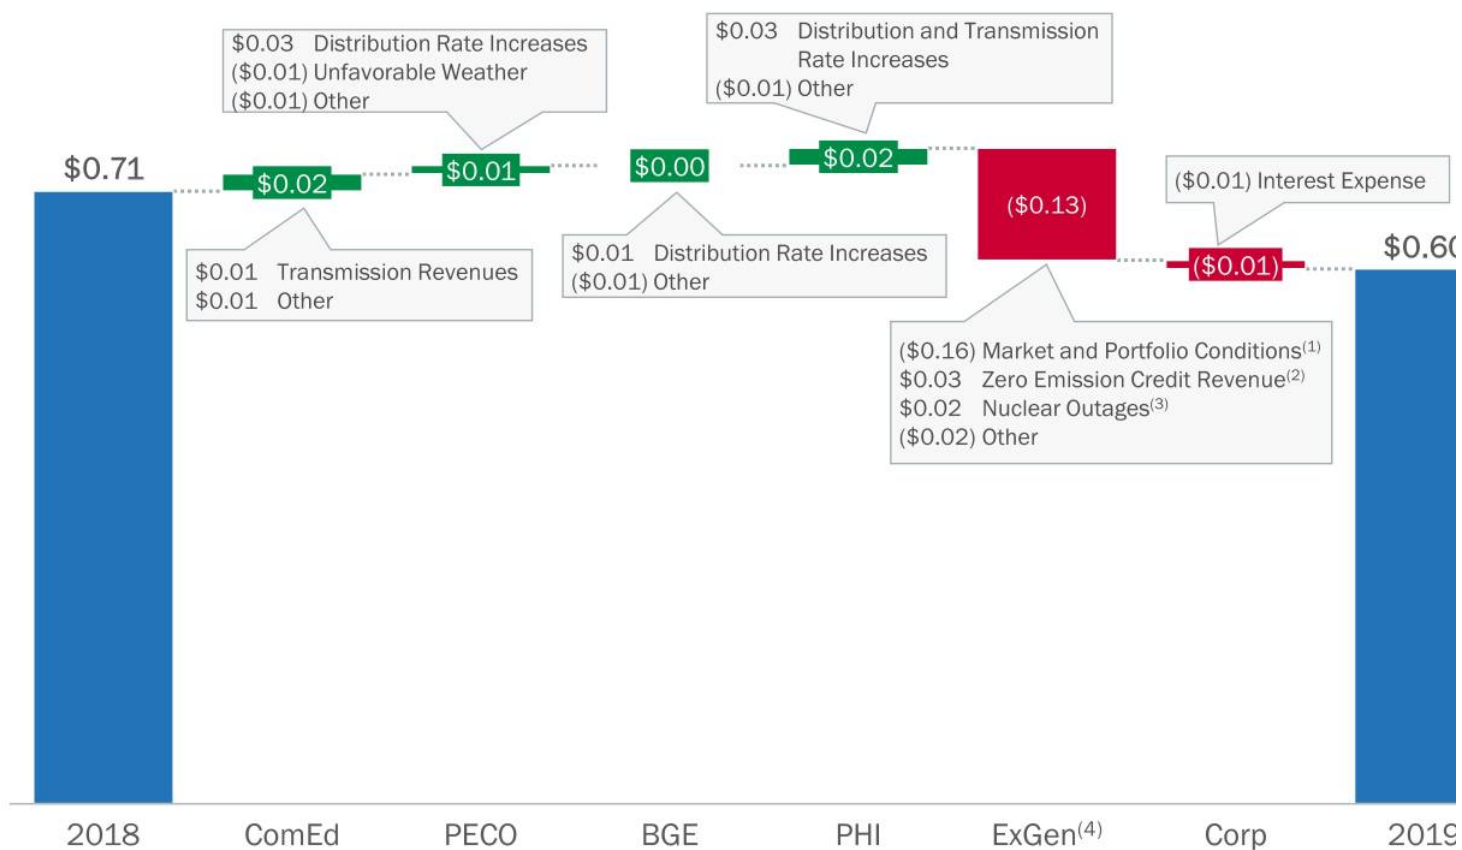 $0.03 Distribution Rate Increases
($0.01) Unfavorable Weather
($0.01) Other
$0.03 Distribution and Transmission
Rate Increases
($0.01) Other
$0.71
$0.02
$0.01
$0.00
$0.02
($0.13)
($0.01) Interest Expense
($0.01)
$0.60
$0.01 Transmission Revenues
$0.01 Other
$0.01 Distribution Rate Increases
($0.01) Other
($0.16) Market and Portfolio Conditions(1)
$0.03 Zero Emission Credit Revenue(2)
$0.02 Nuclear Outages(3)
($0.02) Other
2018 ComEd PECO BGE PHI ExGen(4) Corp 2019